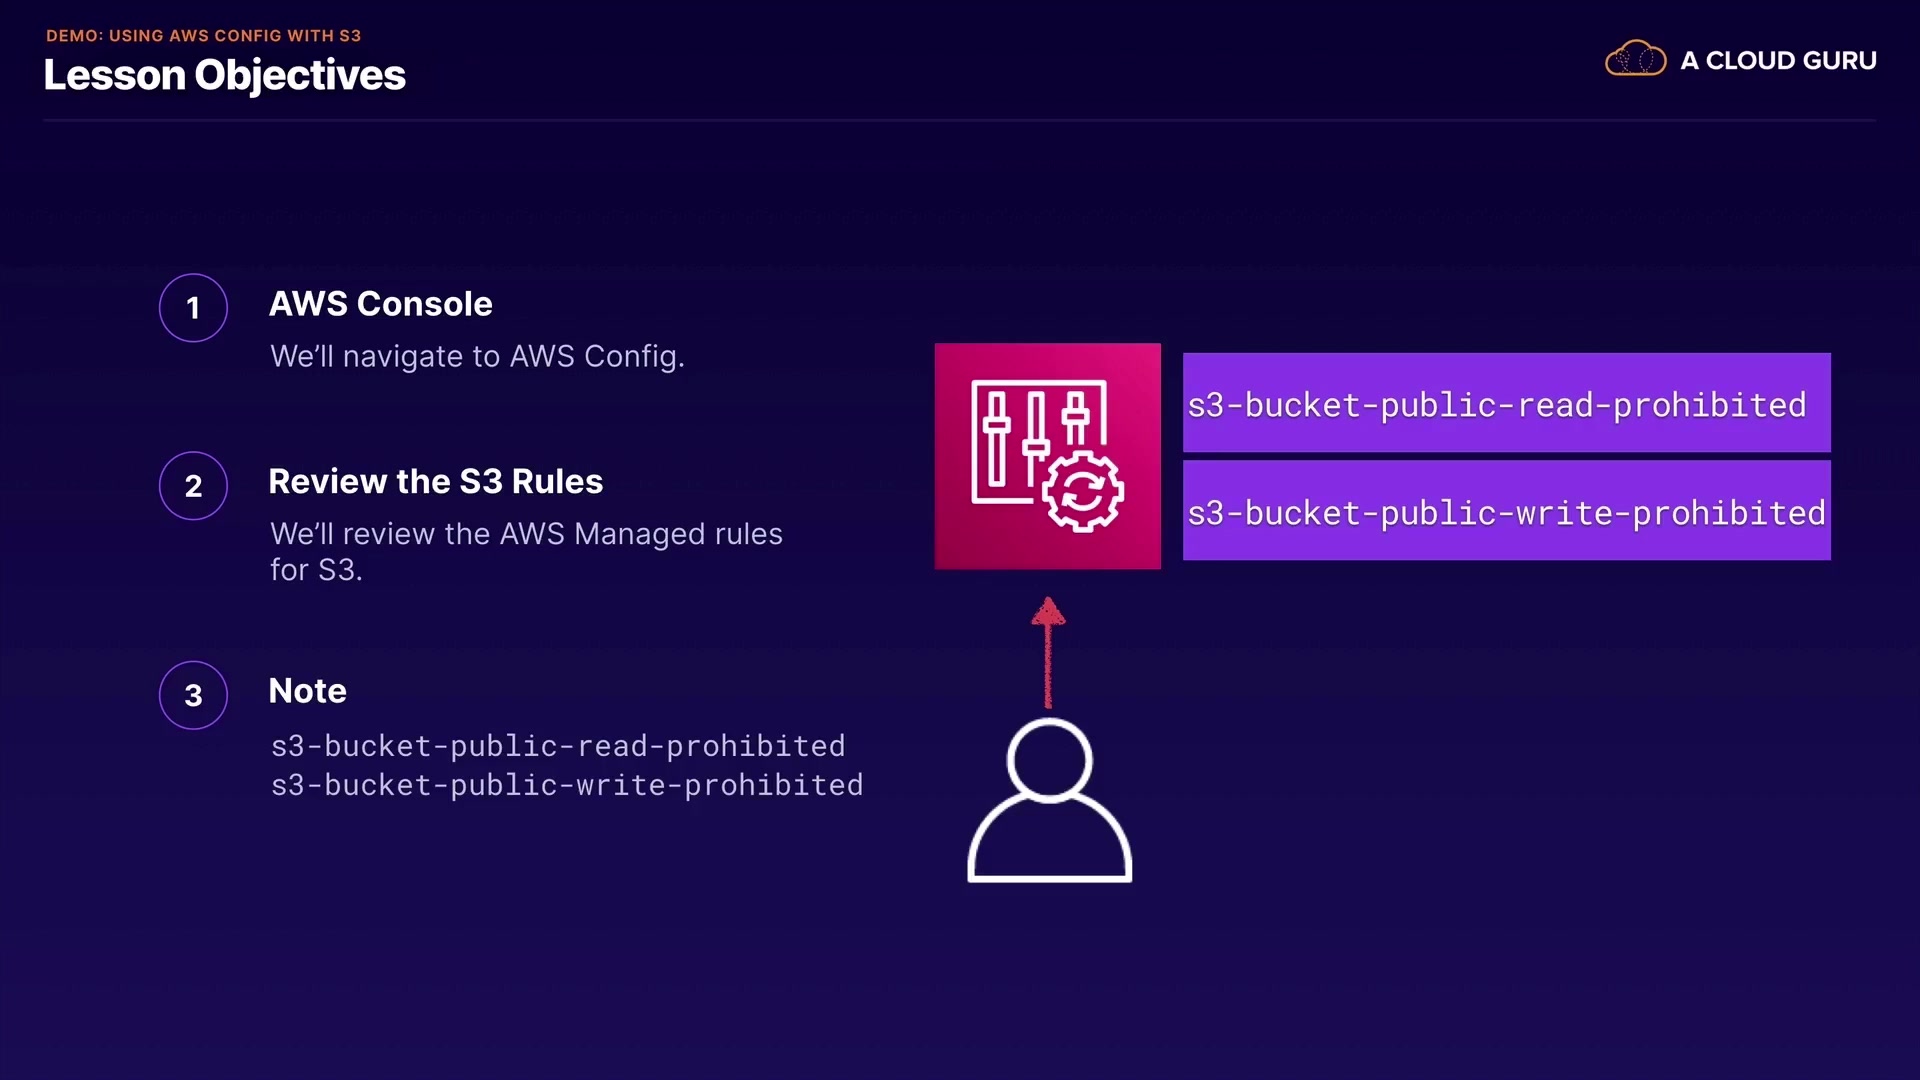 DEMO: USING AWS CONFIG WITH S3
Lesson Objectives
A CLOUD GURU
1
AWS Console
We’ll navigate to AWS Config.
2
Review the S3 Rules
We’ll review the AWS Managed rules
for S3.
3
Note
s3-bucket-public-read-prohibited
s3-bucket-public-write-prohibited
s3-bucket-public-read-prohibited
s3-bucket-public-write-prohibited